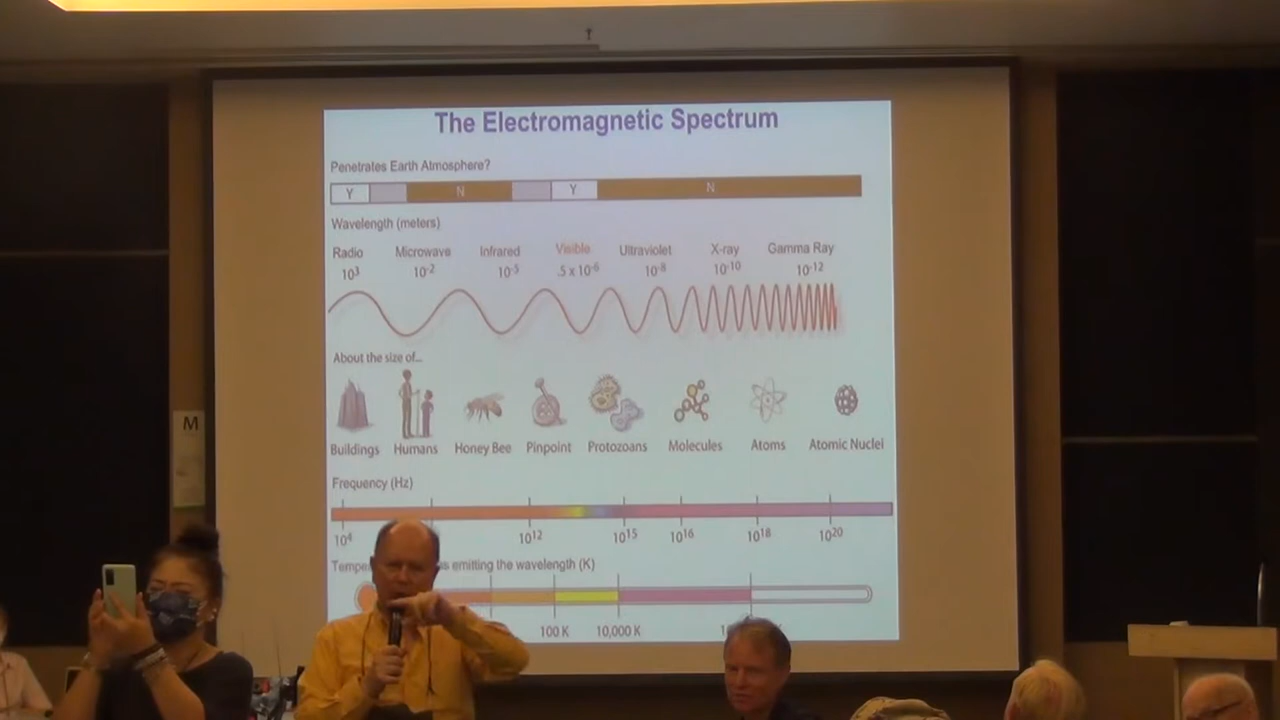 The Electromagnetic Spectrum
Penetrates Earth Atmosphere?
Y N Y N
Wavelength (meters)
Radio Microwave Infrared Visible Ultraviolet X-ray Gamma Ray
10³ 10⁻² 10⁻⁵ .5 x 10⁻⁶ 10⁻⁸ 10⁻¹⁰ 10⁻¹²
About the size of...
Buildings Humans Honey Bee Pinpoint Protozoans Molecules Atoms Atomic Nuclei
M
Frequency (Hz)
10⁴ 10¹² 10¹⁵ 10¹⁶ 10¹⁸ 10²⁰
emitting the wavelength (K)
100 K 10,000 K